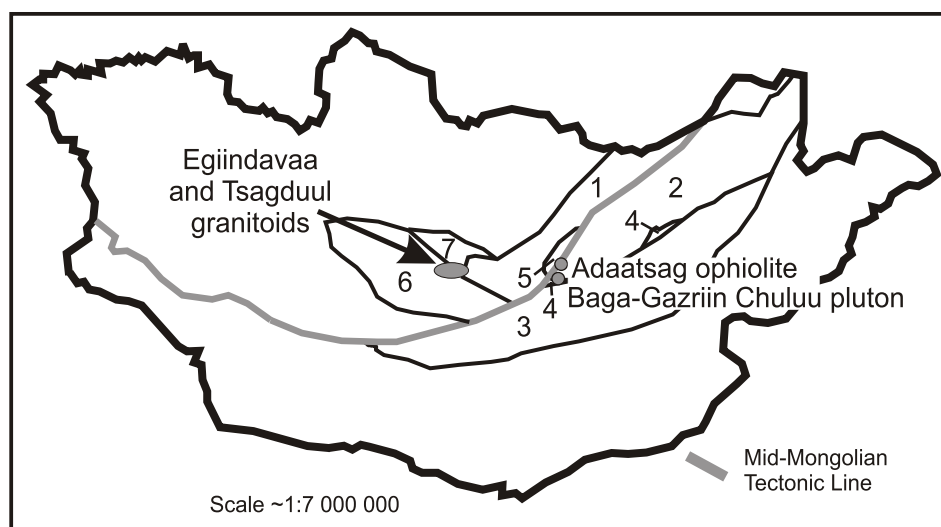 Egiindavaa
and Tsagduul
granitoids
1
2
4
7
6
5
Adaatsag ophiolite
Baga-Gazriin Chuluu pluton
4
3
Mid-Mongolian
Tectonic Line
Scale ~1:7 000 000